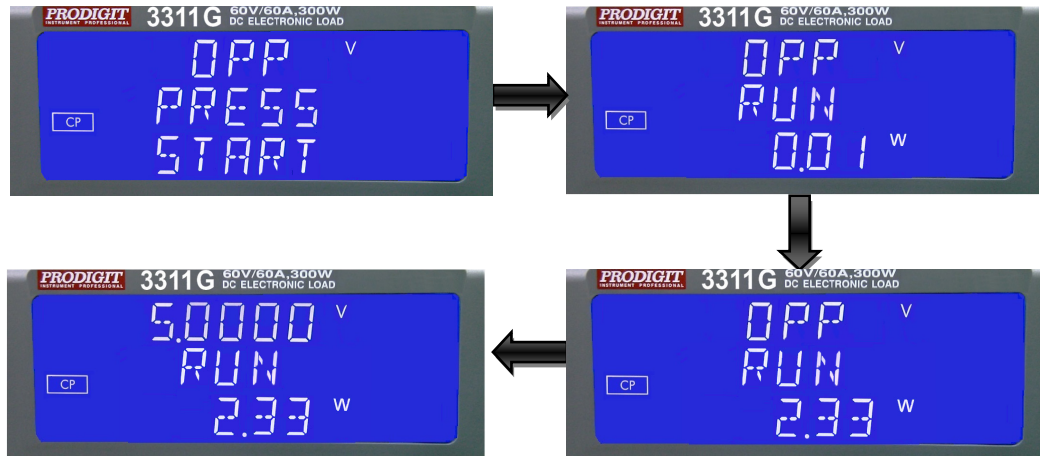 PRODIGIT
INSTRUMENT PROFESSIONAL
3311G 60V/60A,300W
DC ELECTRONIC LOAD
OPP V
PRESS
CP
START
PRODIGIT
INSTRUMENT PROFESSIONAL
3311G 60V/60A,300W
DC ELECTRONIC LOAD
OPP V
RUN
CP
0.01 W
PRODIGIT
INSTRUMENT PROFESSIONAL
3311G 60V/60A,300W
DC ELECTRONIC LOAD
OPP V
RUN
CP
2.33 W
PRODIGIT
INSTRUMENT PROFESSIONAL
3311G 60V/60A,300W
DC ELECTRONIC LOAD
5.0000 V
RUN
CP
2.33 W